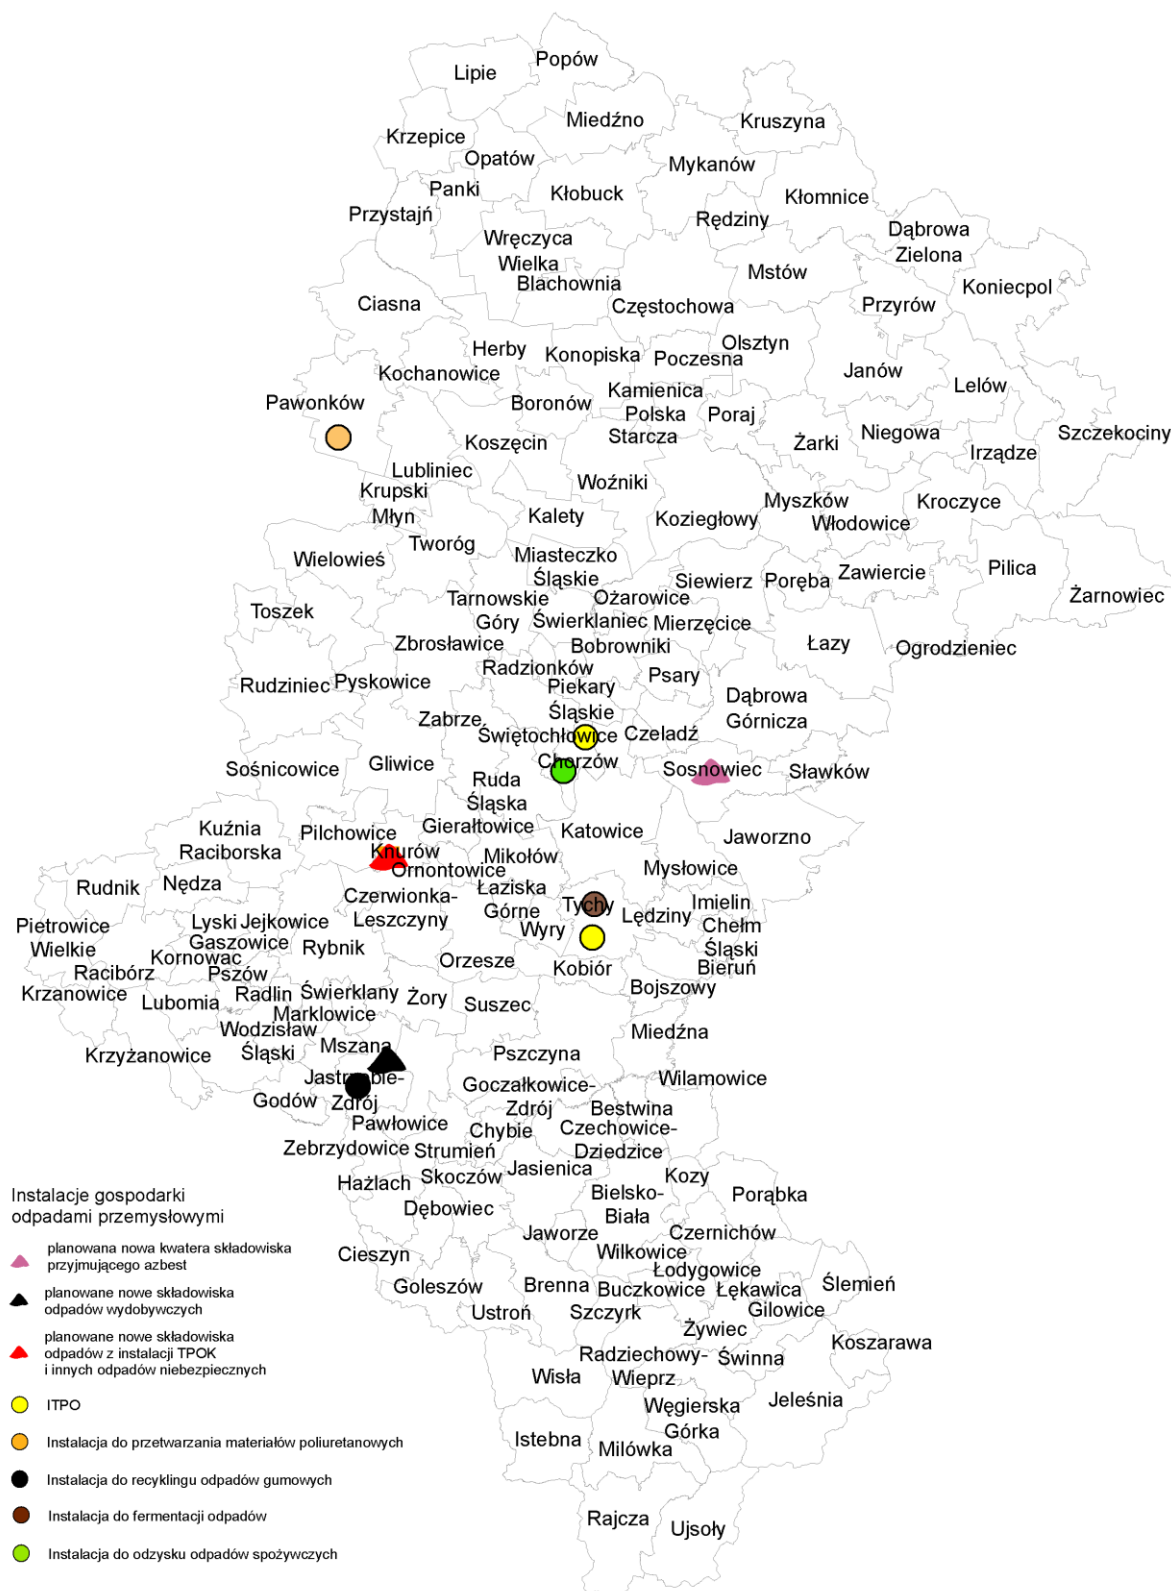 Popów
Lipie
Miedźno
Kruszyna
Krzepice
Opatów
Mykanów
Panki
Kłobuck
Kłomnice
Przystajń
Rędziny
Dąbrowa
Zielona
Wręczyca
Wielka
Mstów
Blachownia
Koniecpol
Ciasna
Częstochowa
Przyrów
Olsztyn
Herby
Konopiska
Poczesna
Kochanowice
Janów
Lelów
Kamienica
Polska
Pawonków
Boronów
Poraj
Starcza
Niegowa
Szczekociny
Koszęcin
Żarki
Irządze
Lubliniec
Krupski
Młyn
Woźniki
Myszków
Kroczyce
Kalety
Koziegłowy
Włodowice
Tworóg
Wielowieś
Miasteczko
Śląskie
Siewierz
Poręba
Zawiercie
Pilica
Żarnowiec
Toszek
Tarnowskie
Góry
Ożarowice
Świerklaniec
Mierzęcice
Zbrosławice
Bobrowniki
Łazy
Ogrodzieniec
Radzionków
Psary
Rudziniec
Pyskowice
Piekary
Śląskie
Dąbrowa
Górnicza
Zabrze
Świętochłowice
Czeladź
Sośnicowice
Gliwice
Chorzów
Sosnowiec
Sławków
Ruda
Śląska
Kuźnia
Raciborska
Pilchowice
Gierałtowice
Katowice
Jaworzno
Knurów
Ornontowice
Mikołów
Mysłowice
Rudnik
Nędza
Czerwionka-
Leszczyny
Łaziska
Górne
Tychy
Lędziny
Imielin
Chełm
Śląski
Pietrowice
Wielkie
Lyski
Jejkowice
Gaszowice
Rybnik
Wyry
Kornowac
Orzesze
Kobiór
Bieruń
Racibórz
Pszów
Krzanowice
Lubomia
Radlin
Świerklany
Żory
Suszec
Bojszowy
Marklowice
Wodzisław
Śląski
Mszana
Miedźna
Krzyżanowice
Pszczyna
Jastrzębie-
Zdrój
Goczałkowice-
Zdrój
Wilamowice
Godów
Bestwina
Pawłowice
Chybie
Czechowice-
Dziedzice
Zebrzydowice
Strumień
Jasienica
Hażlach
Skoczów
Kozy
Porąbka
Dębowiec
Bielsko-
Biała
Jaworze
Czernichów
Cieszyn
Wilkowice
Łodygowice
Goleszów
Brenna
Buczkowice
Łękawica
Ślemień
Ustroń
Szczyrk
Gilowice
Żywiec
Koszarawa
Radziechowy-
Wieprz
Świnna
Wisła
Jeleśnia
Węgierska
Górka
Istebna
Milówka
Rajcza
Ujsoły
Instalacje gospodarki
odpadami przemysłowymi
planowana nowa kwatera składowiska
przyjmującego azbest
planowane nowe składowiska
odpadów wydobywczych
planowane nowe składowiska
odpadów z instalacji TPOK
i innych odpadów niebezpiecznych
ITPO
Instalacja do przetwarzania materiałów poliuretanowych
Instalacja do recyklingu odpadów gumowych
Instalacja do fermentacji odpadów
Instalacja do odzysku odpadów spożywczych